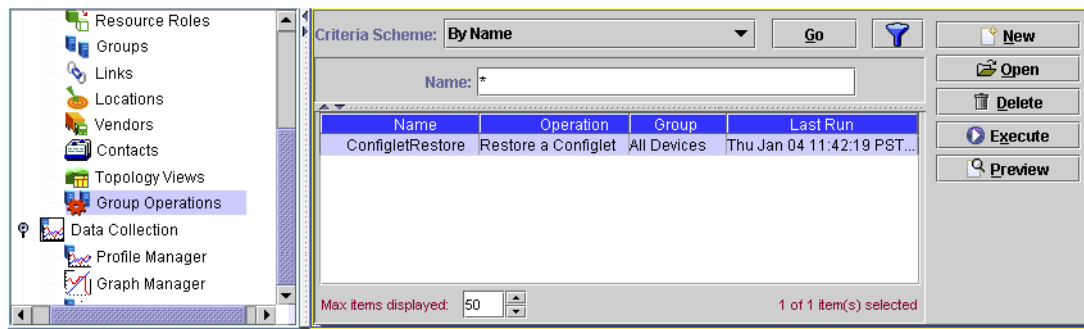 Resource Roles
Groups
Links
Locations
Vendors
Contacts
Topology Views
Group Operations
Data Collection
Profile Manager
Graph Manager
Criteria Scheme: By Name Go
Name: *
Name Operation Group Last Run
ConfigletRestore Restore a Configlet All Devices Thu Jan 04 11:42:19 PST...
Max items displayed: 50 1 of 1 item(s) selected
New
Open
Delete
Execute
Preview